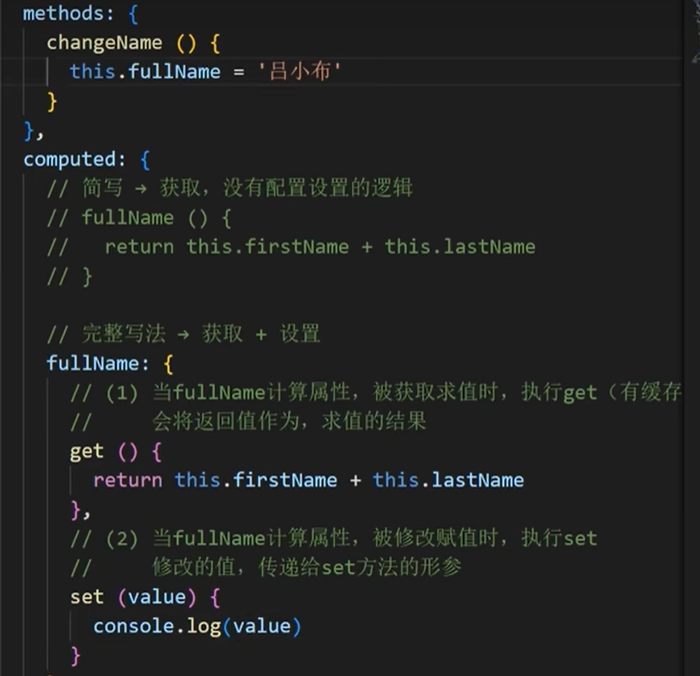 methods: {
  changeName () {
    this.fullName = '吕小布'
  }
},
computed: {
  // 简写 → 获取，没有配置设置的逻辑
  // fullName () {
  //   return this.firstName + this.lastName
  // }
  // 完整写法 → 获取 + 设置
  fullName: {
    // (1) 当fullName计算属性，被获取求值时，执行get（有缓存
    //     会将返回值作为，求值的结果
    get () {
      return this.firstName + this.lastName
    },
    // (2) 当fullName计算属性，被修改赋值时，执行set
    //     修改的值，传递给set方法的形参
    set (value) {
      console.log(value)
    }